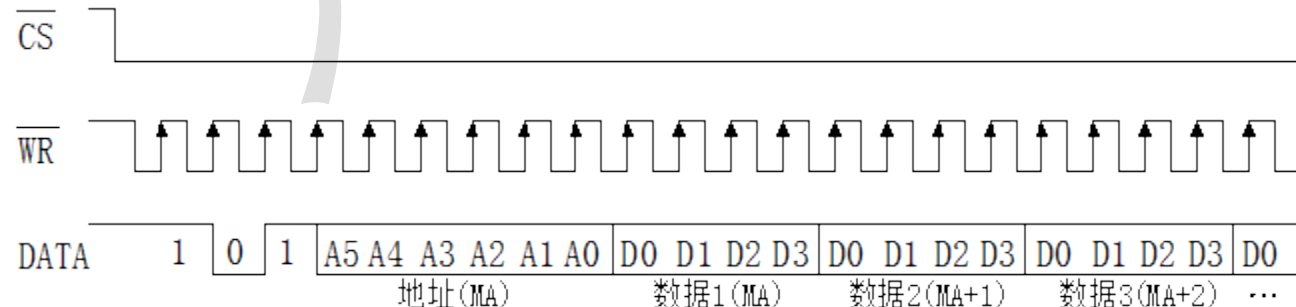 CS
WR
DATA 1 0 1 A5 A4 A3 A2 A1 A0 D0 D1 D2 D3 D0 D1 D2 D3 D0 D1 D2 D3 D0
地址(MA) 数据1(MA) 数据2(MA+1) 数据3(MA+2) ...